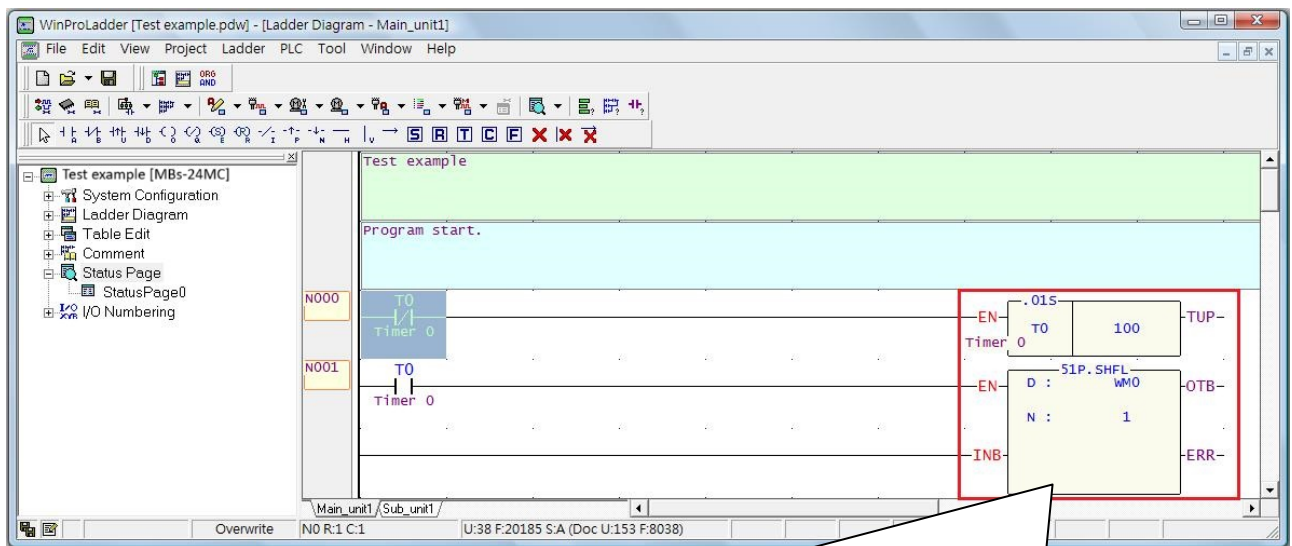 WinProLadder [Test example.pdw] - [Ladder Diagram - Main_unit1]
File Edit View Project Ladder PLC Tool Window Help
ORG
AND
A B U D O Q E R I P N H V S R T C F
Test example [MBs-24MC]
System Configuration
Ladder Diagram
Table Edit
Comment
Status Page
StatusPage0
I/O Numbering
Test example
Program start.
N000
T0
Timer 0
.01S
EN
T0
100
TUP
Timer 0
N001
T0
Timer 0
51P.SHFL
EN
D : WM0
OTB
N : 1
INB
ERR
Main_unit1 Sub_unit1
Overwrite
N0 R:1 C:1
U:38 F:20185 S:A (Doc U:153 F:8038)